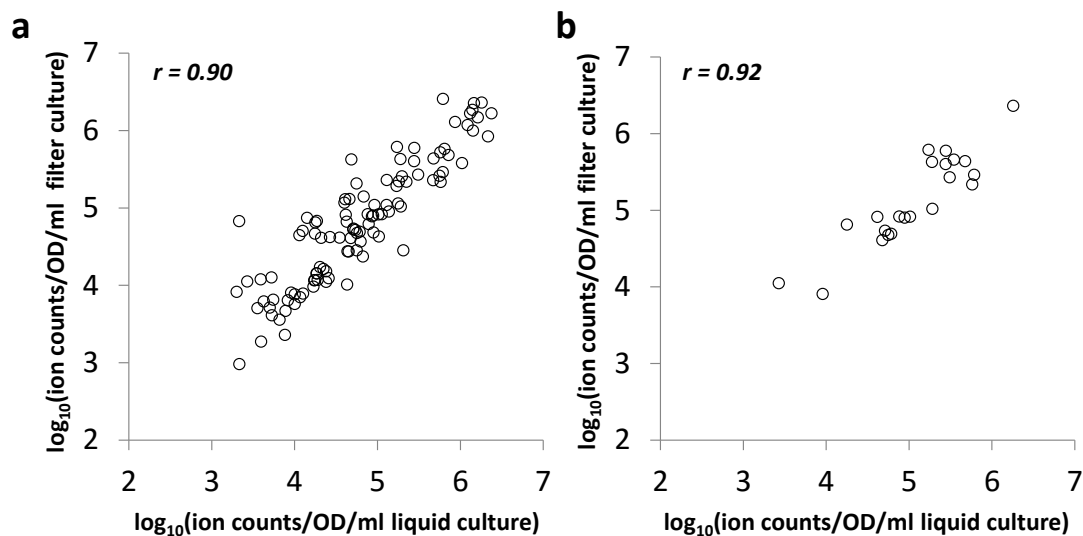 a
r = 0.90
log10(ion counts/OD/ml filter culture)
7
6
5
4
3
2
2 3 4 5 6 7
log10(ion counts/OD/ml liquid culture)
b
r = 0.92
log10(ion counts/OD/ml filter culture)
7
6
5
4
3
2
2 3 4 5 6 7
log10(ion counts/OD/ml liquid culture)